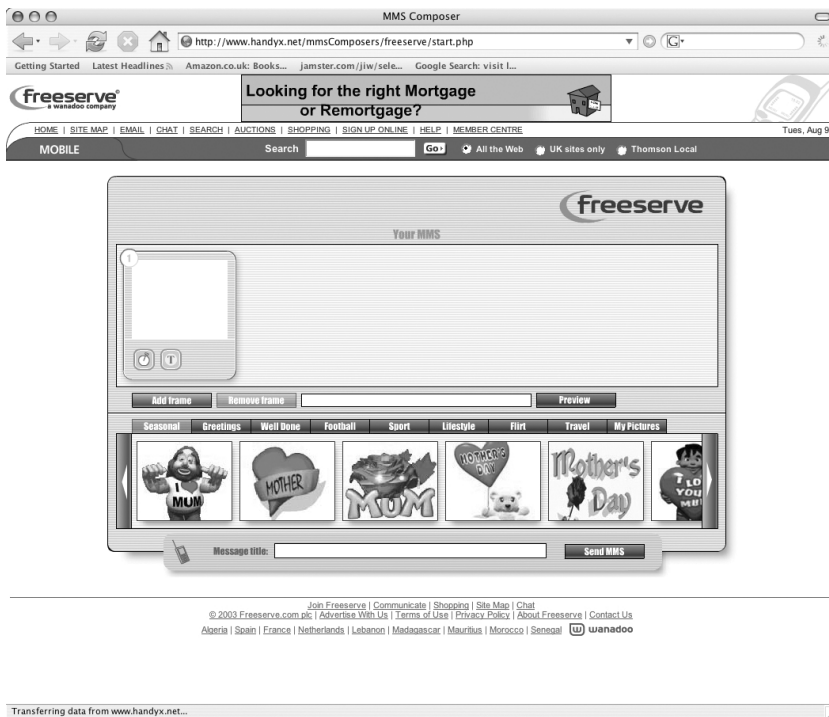 MMS Composer
http://www.handyx.net/mmsComposers/freeserve/start.php
G
Getting Started Latest Headlines Amazon.co.uk: Books... jamster.com/jiw/sele... Google Search: visit l...
freeserve
a wanadoo company
Looking for the right Mortgage
or Remortgage?
HOME | SITE MAP | EMAIL | CHAT | SEARCH | AUCTIONS | SHOPPING | SIGN UP ONLINE | HELP | MEMBER CENTRE
Tues, Aug 9
MOBILE Search Go All the Web UK sites only Thomson Local
freeserve
Your MMS
1
T
Add frame Remove frame Preview
Seasonal Greetings Well Done Football Sport Lifestyle Flirt Travel My Pictures
I
MUM
MOTHER
MUM
MOTHER'S
DAY
Mother's
Day
I LO
YOU
Message title: Send MMS
Join Freeserve | Communicate | Shopping | Site Map | Chat
© 2003 Freeserve.com plc | Advertise With Us | Terms of Use | Privacy Policy | About Freeserve | Contact Us
Algeria | Spain | France | Netherlands | Lebanon | Madagascar | Mauritius | Morocco | Senegal w wanadoo
Transferring data from www.handyx.net...